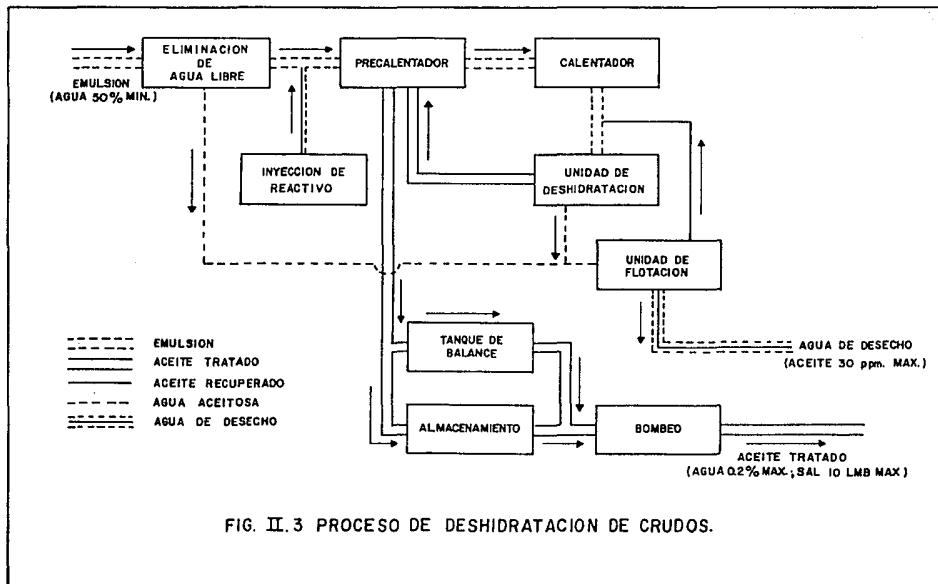 ELIMINACION
DE
AGUA LIBRE
PRECALENTADOR
CALENTADOR
EMULSION
(AGUA 50% MIN.)
INYECCION DE
REACTIVO
UNIDAD DE
DESHIDRATACION
UNIDAD DE
FLOTACION
TANQUE DE
BALANCE
AGUA DE DESECHO
(ACEITE 30 ppm. MAX.)
EMULSION
ACEITE TRATADO
ACEITE RECUPERADO
AGUA ACEITOSA
AGUA DE DESECHO
ALMACENAMIENTO
BOMBEO
ACEITE TRATADO
(AGUA 0.2% MAX.; SAL 10 LMB MAX)
FIG. II.3 PROCESO DE DESHIDRATACION DE CRUDOS.